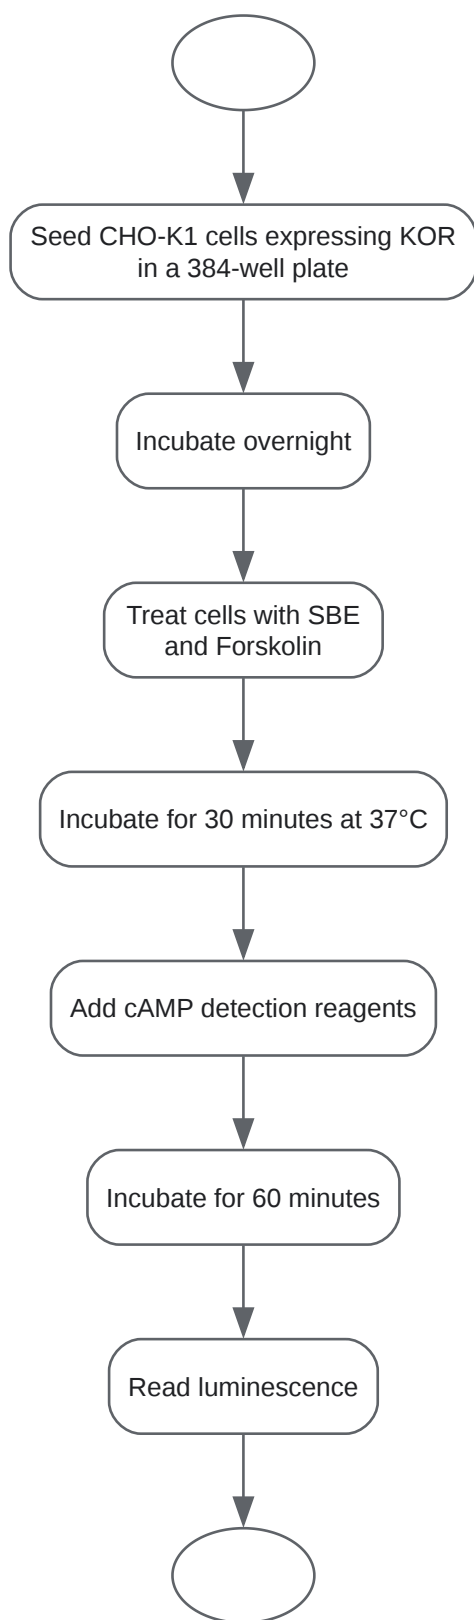 Seed CHO-K1 cells expressing KOR
in a 384-well plate
Incubate overnight
Treat cells with SBE
and Forskolin
Incubate for 30 minutes at 37°C
Add cAMP detection reagents
Incubate for 60 minutes
Read luminescence